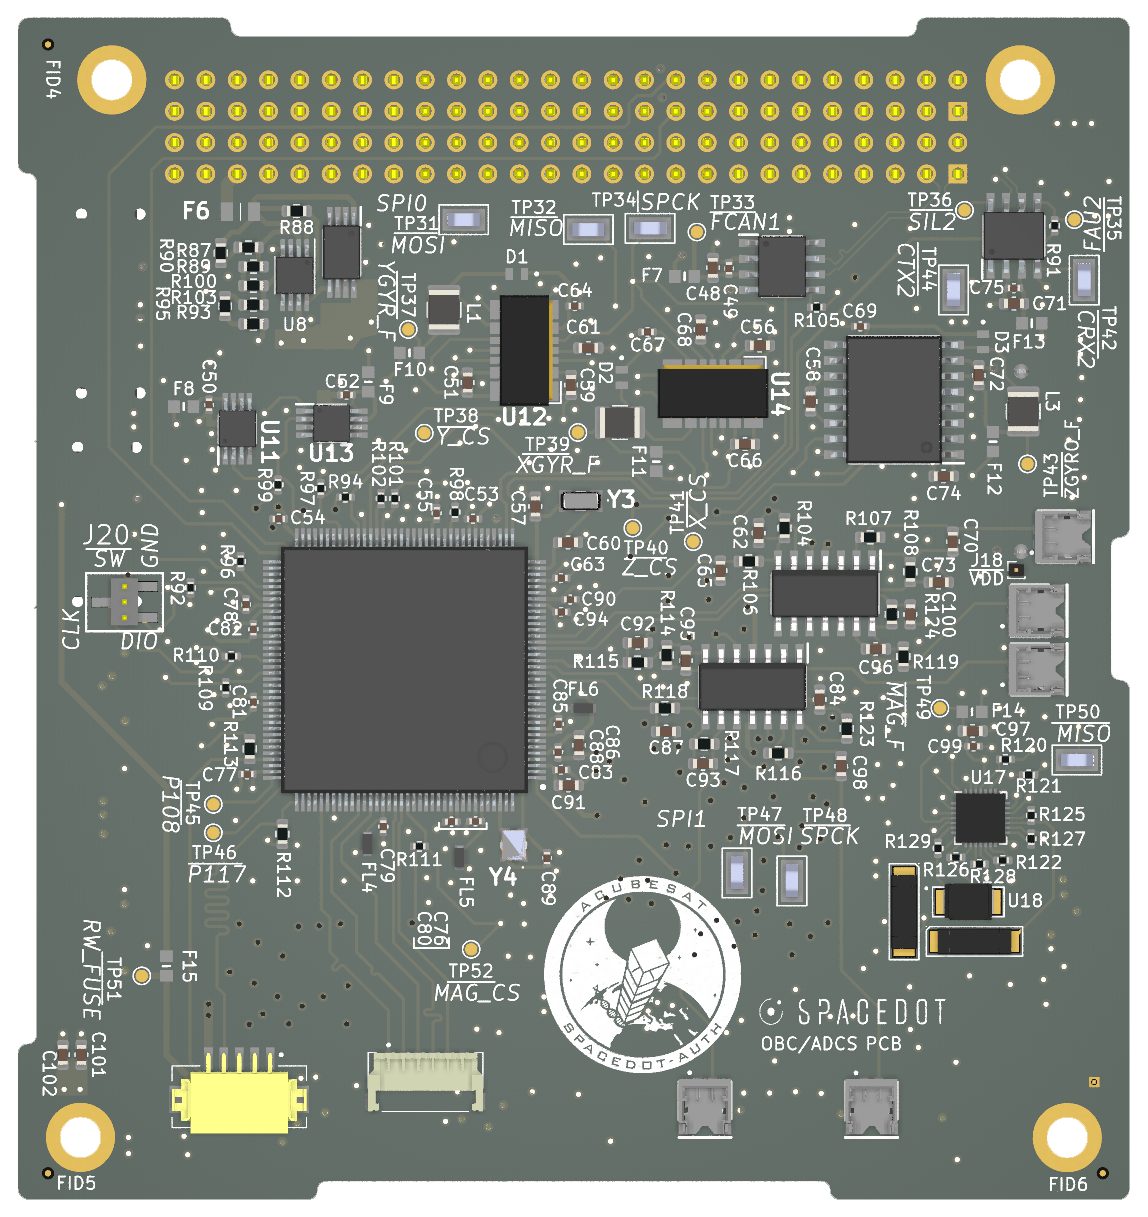 FID4
F6
R88
SPI0
TP31
MOSI
TP32
MISO
TP34
SPCK
TP33
FCAN1
TP36
SIL2
FAU2
TP35
R87
R90
R89
R100
R103
R95
R93
U8
YGYR_F
TP37
L1
D1
C64
C61
F7
C48
C49
R105
CTX2
TP44
C75
R91
G71
F13
CRX2
TP42
C50
F8
C52
F9
F10
C51
C59
D2
C67
C68
C56
C58
C69
D3
C72
L3
U11
U13
U12
U14
TP38
Y_CS
TP39
XGYR_F
F11
C66
F12
C74
TP43
ZGYRO_F
R99
R97
R94
R102
R101
C55
R98
C53
C57
C54
Y3
TP41
X_CS
TP40
Z_CS
C62
R104
R107
R108
C70
J20
SW
GND
CLK
DIO
R92
R96
C78
C82
C60
G63
C90
C94
C65
R106
C73
J18
VDD
C100
R124
R110
R109
C81
R113
C77
C92
R114
C95
R115
R118
FL6
C85
C86
C88
C87
C93
C91
R117
R116
C84
R123
C98
C96
R119
MAG_F
TP49
F14
C97
C99
R120
TP50
MISO
U17
R121
R125
R127
R129
R126
R122
R128
U18
P108
TP45
TP46
P117
R112
FL4
C79
R111
FL5
Y4
C89
SPI1
TP47
MOSI
TP48
SPCK
C80
C76
TP52
MAG_CS
RW_FUSE
TP51
F15
C101
C102
ACUBESAT
SPACEDOT-AUTH
SPACEDOT
OBC/ADCS PCB
FID5
FID6